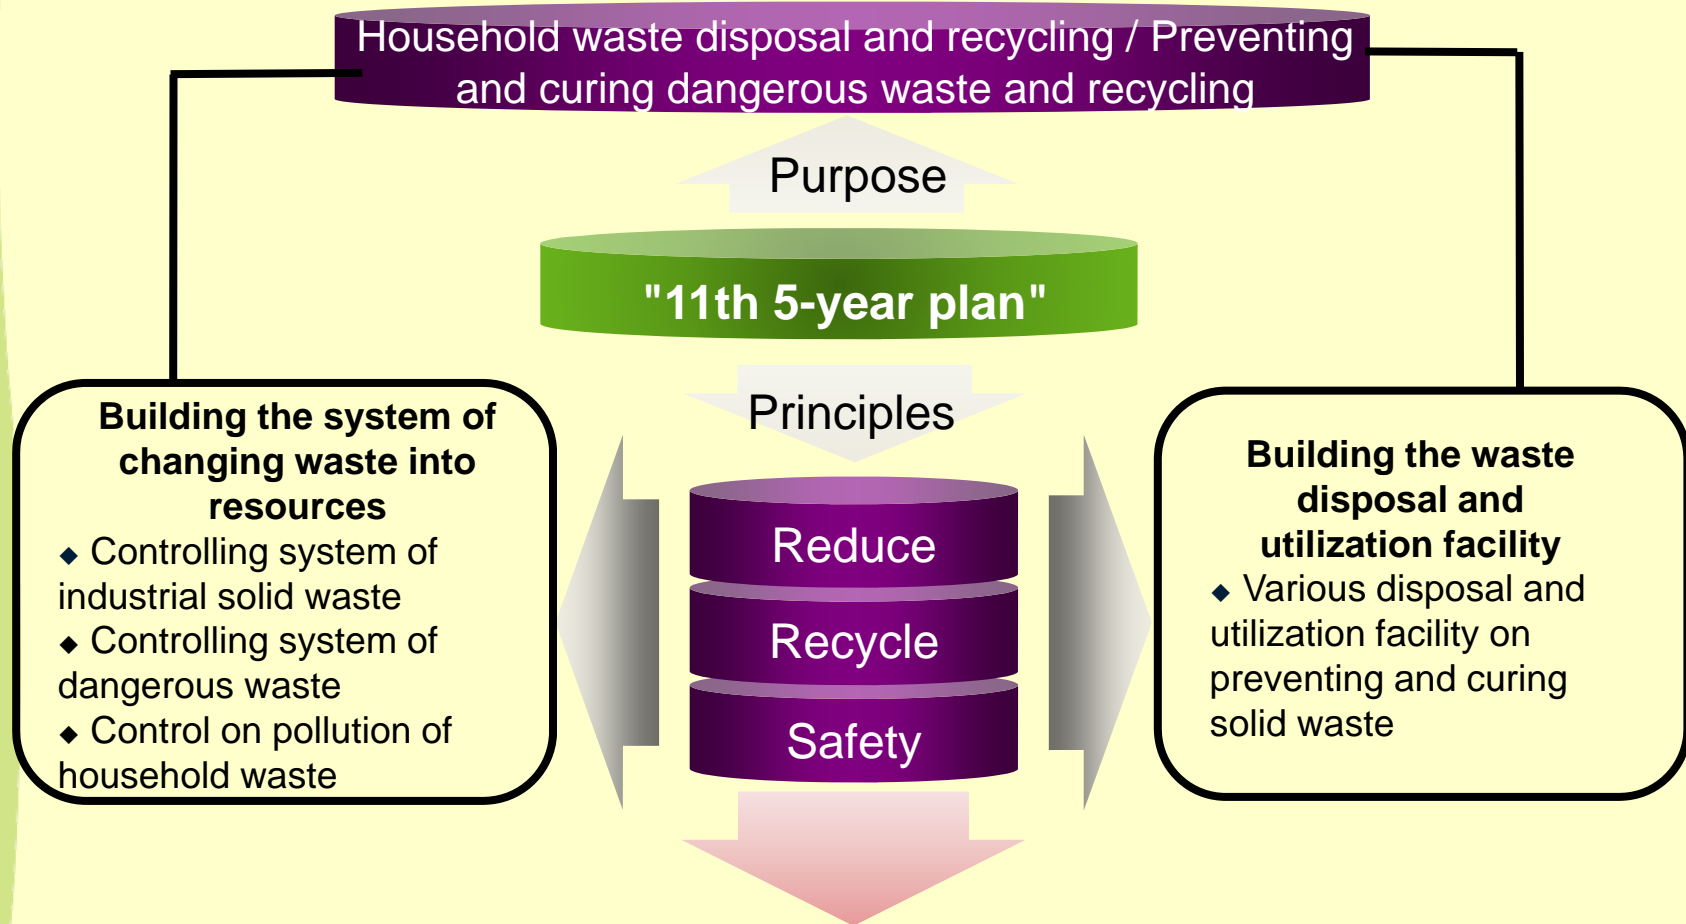 Household waste disposal and recycling / Preventing
and curing dangerous waste and recycling
Purpose
"11th 5-year plan"
Principles
Building the system of
changing waste into
resources
◆ Controlling system of
industrial solid waste
◆ Controlling system of
dangerous waste
◆ Control on pollution of
household waste
Reduce
Recycle
Safety
Building the waste
disposal and
utilization facility
◆ Various disposal and
utilization facility on
preventing and curing
solid waste